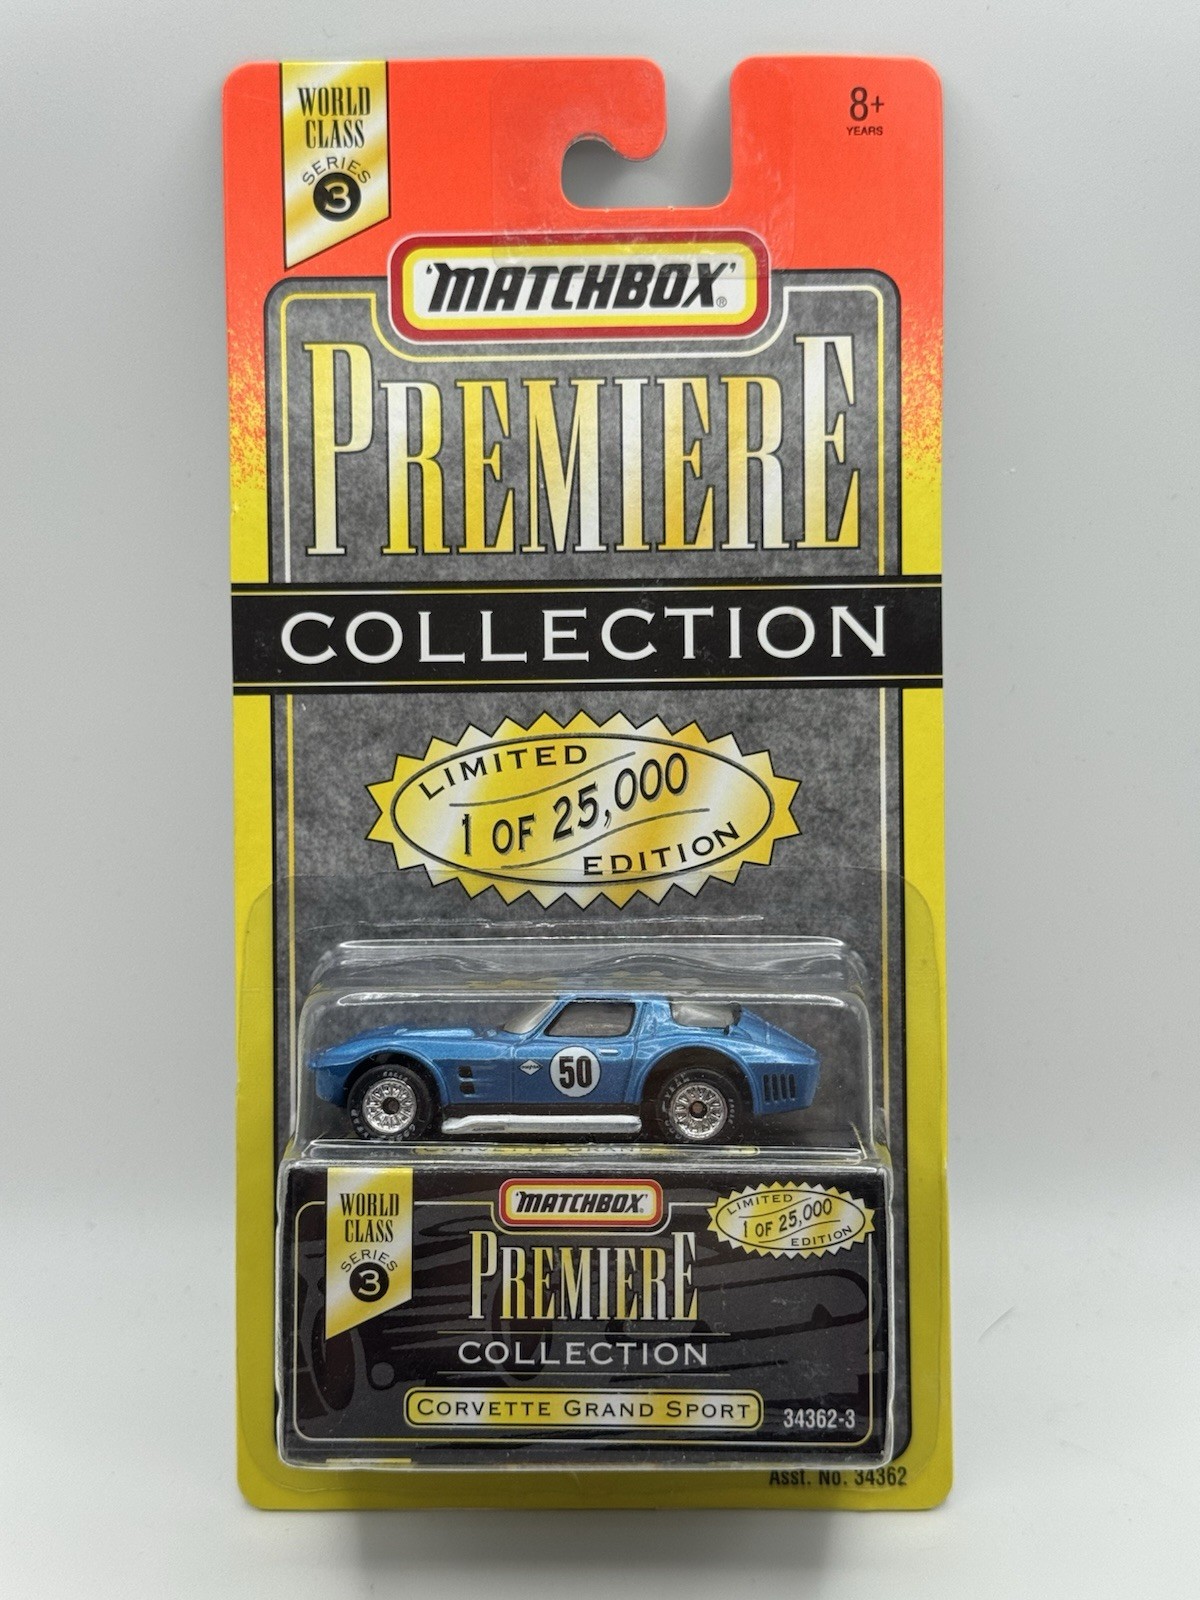 WORLD
CLASS
SERIES
3
8+
YEARS
'MATCHBOX'®
PREMIERE
COLLECTION
LIMITED
1 OF 25,000
EDITION
50
WORLD
CLASS
SERIES
3
'MATCHBOX'
PREMIERE
COLLECTION
LIMITED
1 OF 25,000
EDITION
CORVETTE GRAND SPORT
34362-3
Asst. No. 34362